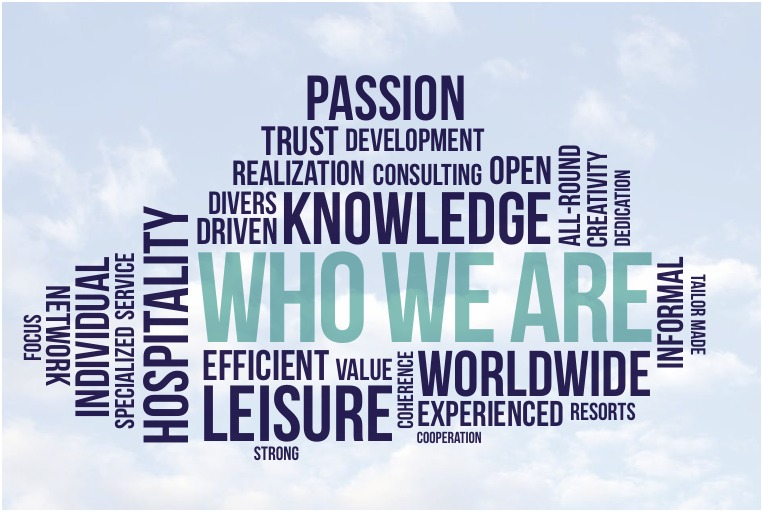 PASSION
TRUST DEVELOPMENT
REALIZATION CONSULTING OPEN
DIVERS
DRIVEN KNOWLEDGE
ALL-ROUND
CREATIVITY
DEDICATION
FOCUS
NETWORK
INDIVIDUAL
SPECIALIZED SERVICE
HOSPITALITY
WHO WE ARE
INFORMAL
TAILOR MADE
EFFICIENT VALUE
LEISURE
COHERENCE
WORLDWIDE
EXPERIENCED RESORTS
COOPERATION
STRONG